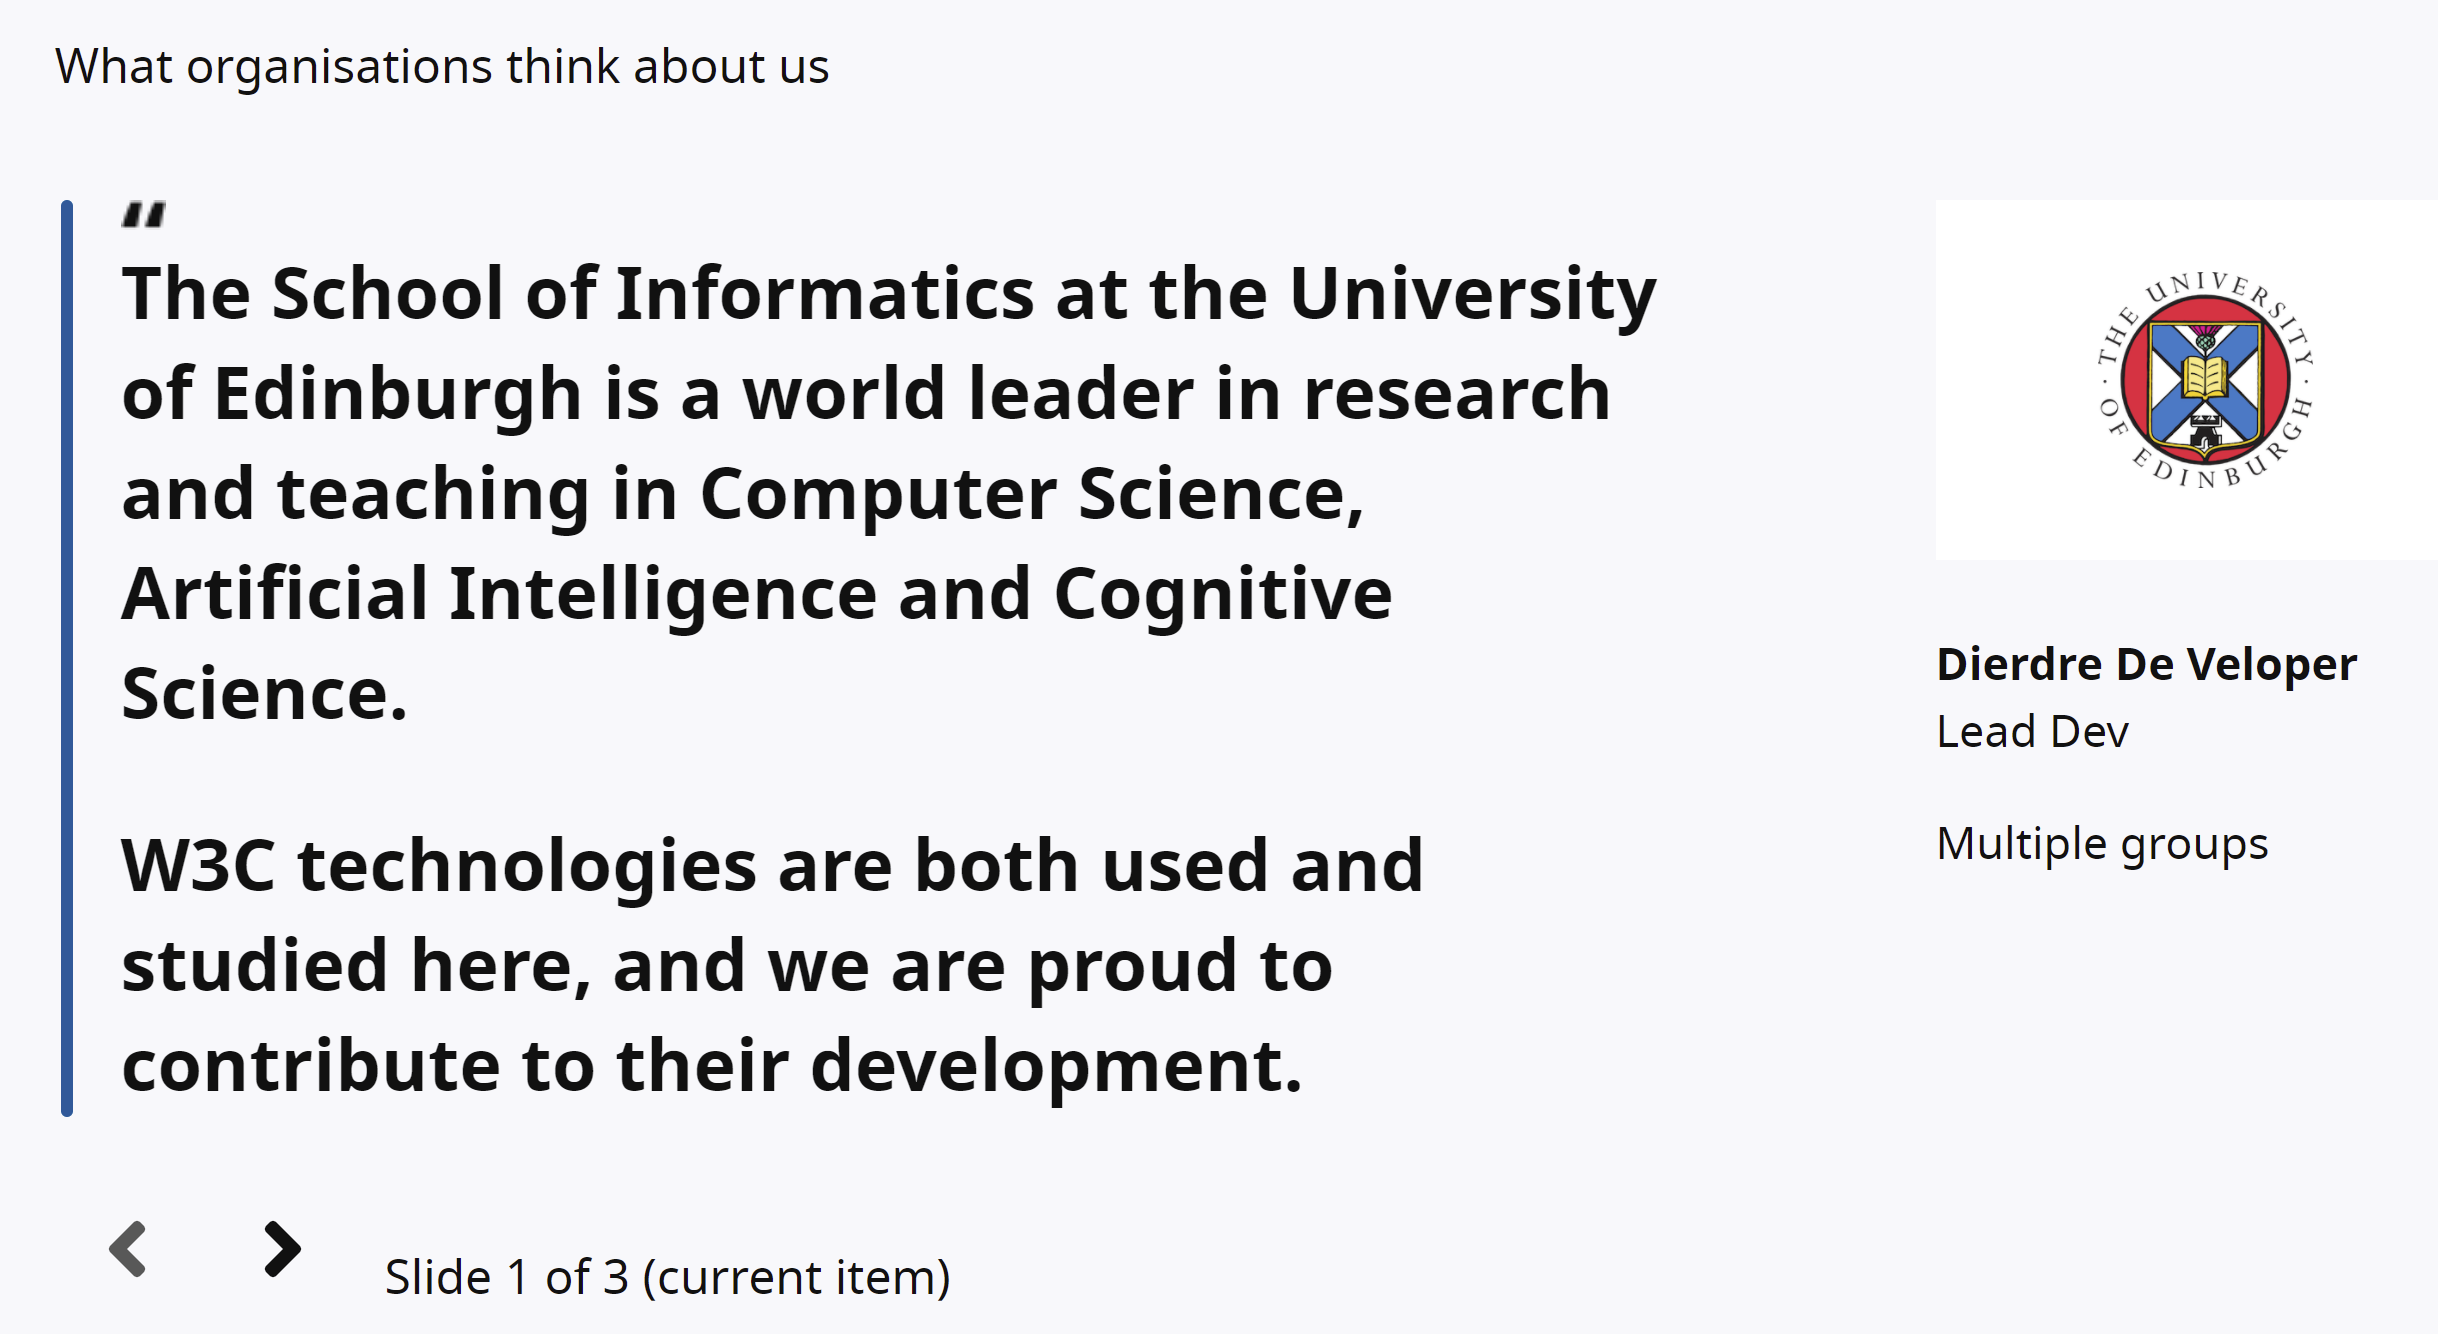 What organisations think about us
“
The School of Informatics at the University
of Edinburgh is a world leader in research
and teaching in Computer Science,
Artificial Intelligence and Cognitive
Science.
W3C technologies are both used and
studied here, and we are proud to
contribute to their development.
THE UNIVERSITY · OF EDINBURGH ·
Dierdre De Veloper
Lead Dev
Multiple groups
Slide 1 of 3 (current item)